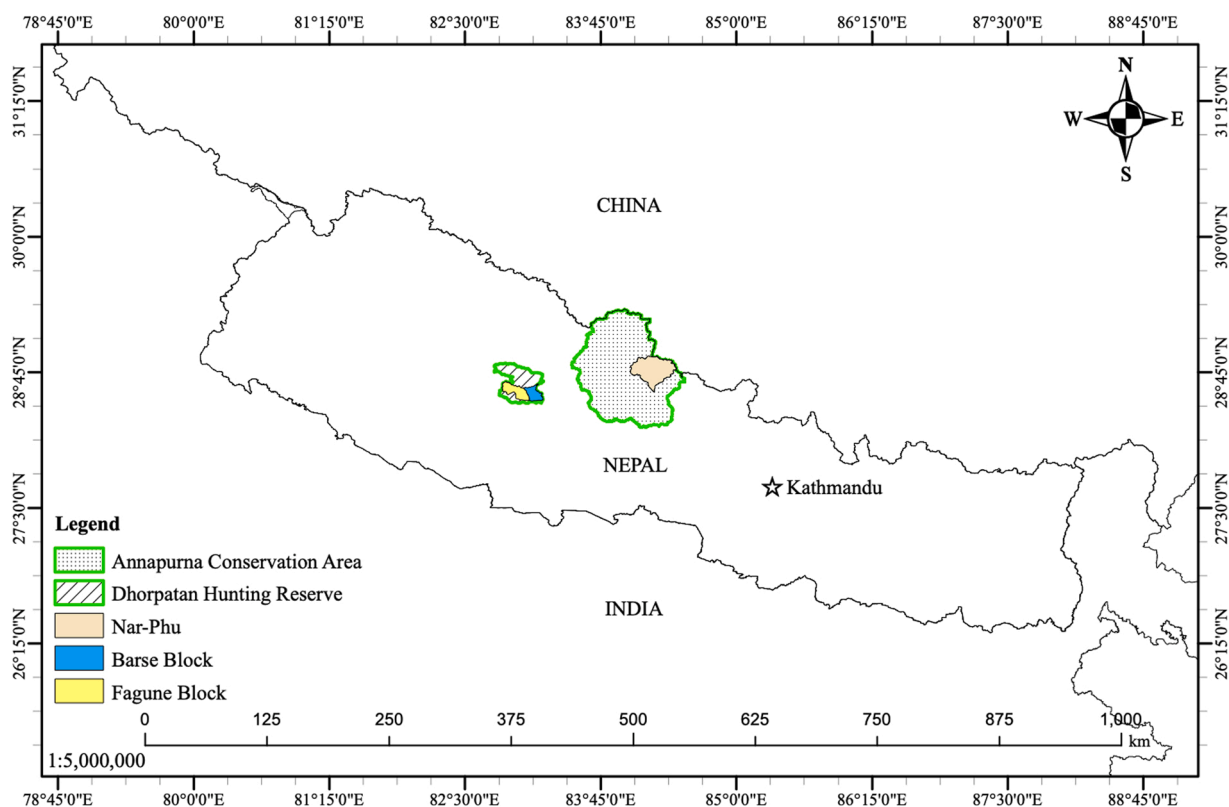 78°45'0"E 80°0'0"E 81°15'0"E 82°30'0"E 83°45'0"E 85°0'0"E 86°15'0"E 87°30'0"E 88°45'0"E
N
31°15'0"N 31°15'0"N
W E
S
CHINA
30°0'0"N 30°0'0"N
28°45'0"N 28°45'0"N
NEPAL
Kathmandu
27°30'0"N 27°30'0"N
Legend
Annapurna Conservation Area
Dhorpatan Hunting Reserve
INDIA
Nar-Phu
26°15'0"N 26°15'0"N
Barse Block
Fagune Block
0 125 250 375 500 625 750 875 1,000
km
1:5,000,000
78°45'0"E 80°0'0"E 81°15'0"E 82°30'0"E 83°45'0"E 85°0'0"E 86°15'0"E 87°30'0"E 88°45'0"E